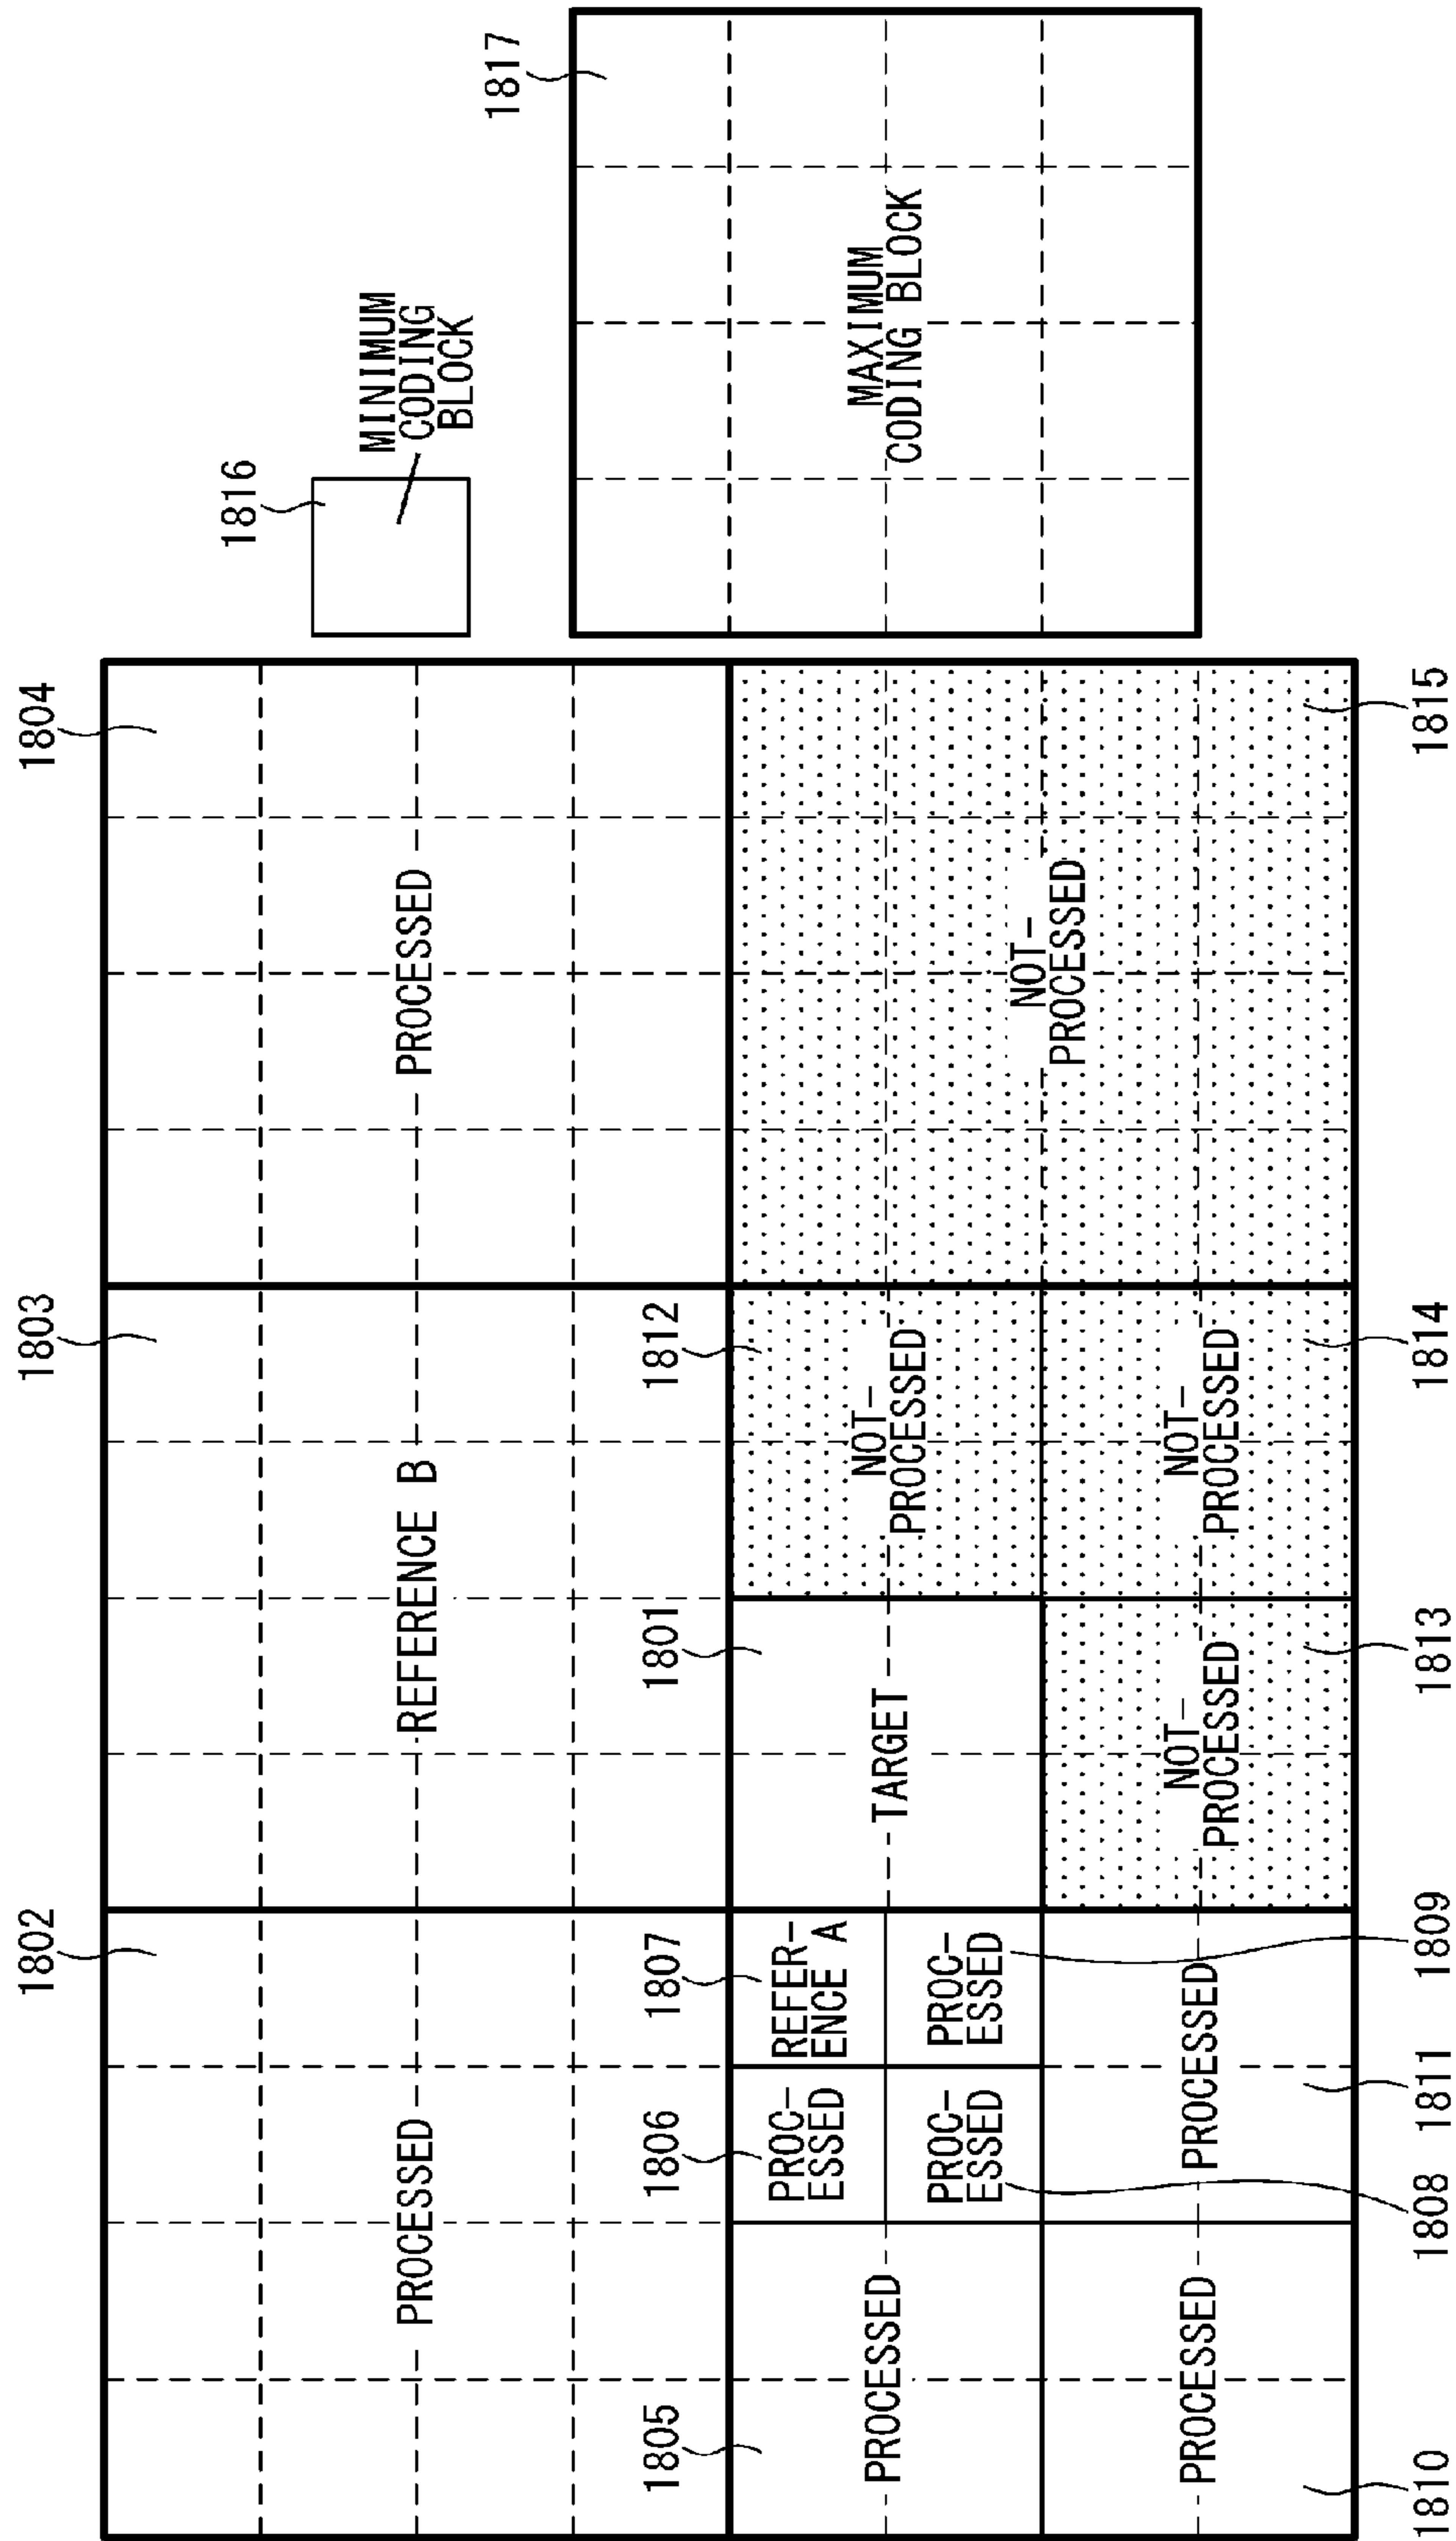 1802
1803
1804
PROCESSED
REFERENCE B
PROCESSED
1816
MINIMUM
CODING
BLOCK
1805
1806
1807
1801
1812
1817
PROCESSED
PROC-
ESSED
REFER-
ENCE A
PROC-
ESSED
PROC-
ESSED
TARGET
NOT-
PROCESSED
NOT-
PROCESSED
MAXIMUM
CODING BLOCK
PROCESSED
PROCESSED
NOT-
PROCESSED
NOT-
PROCESSED
1810
1808
1811
1809
1813
1814
1815